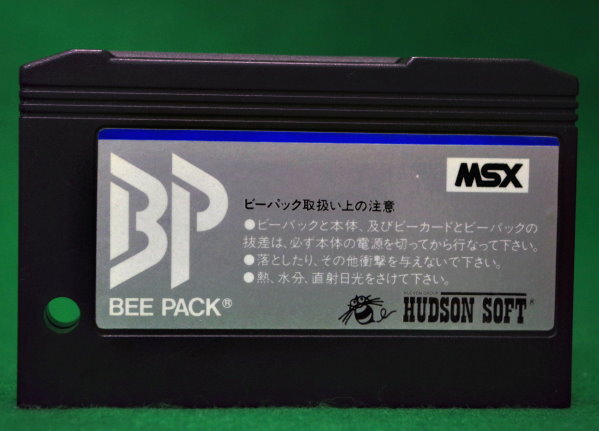 BP
BEE PACK®
MSX
ビーパック取扱い上の注意
●ビーパックと本体、及びビーカードとビーパックの
抜差は、必ず本体の電源を切ってから行なって下さい。
●落としたり、その他衝撃を与えないで下さい。
●熱、水分、直射日光をさけて下さい。
HUDSON SOFT®